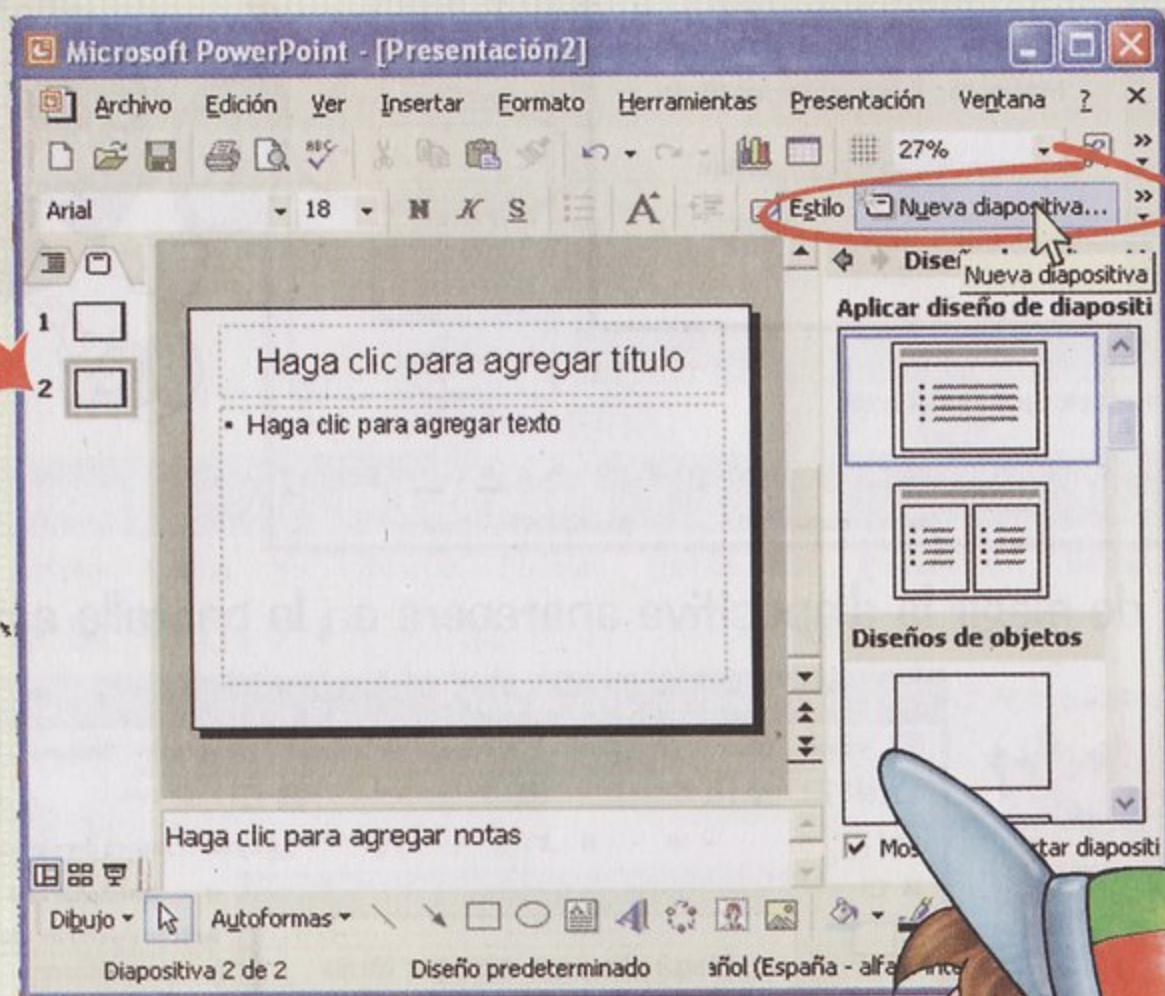 Microsoft PowerPoint - [Presentación2]
Archivo Edición Ver Insertar Formato Herramientas Presentación Ventana ?
ABC 27%
Arial 18 N K S A Estilo Nueva diapositiva...
Nueva diapositiva
Aplicar diseño de diapositi
1
2
Haga clic para agregar título
• Haga clic para agregar texto
Diseños de objetos
Haga clic para agregar notas
diapositi
Dibujo Autoformas
Diapositiva 2 de 2 Diseño predeterminado (España -